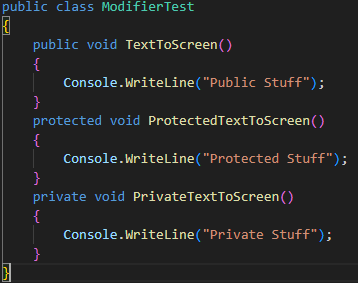 public class ModifierTest
{
    public void TextToScreen()
    {
        Console.WriteLine("Public Stuff");
    }
    protected void ProtectedTextToScreen()
    {
        Console.WriteLine("Protected Stuff");
    }
    private void PrivateTextToScreen()
    {
        Console.WriteLine("Private Stuff");
    }
}